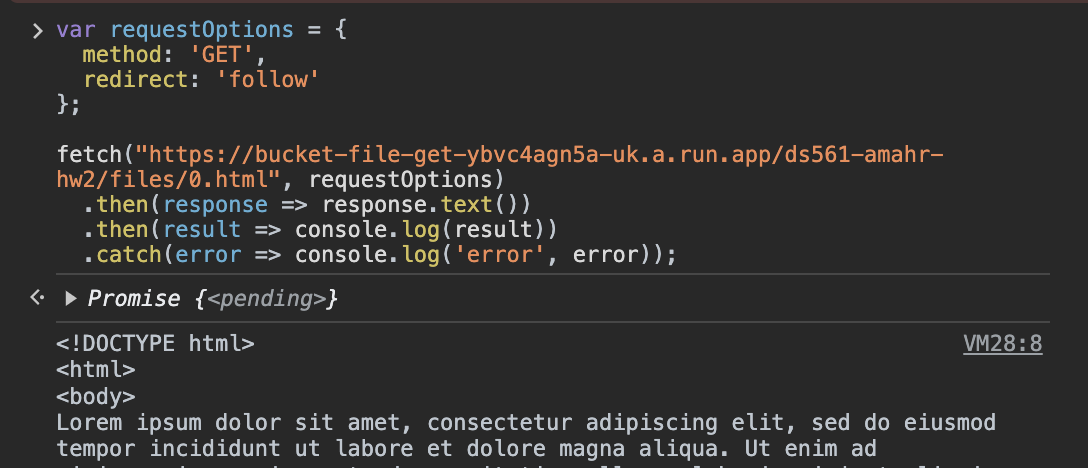 > var requestOptions = {
  method: 'GET',
  redirect: 'follow'
};

fetch("https://bucket-file-get-ybvc4agn5a-uk.a.run.app/ds561-amahr-
hw2/files/0.html", requestOptions)
  .then(response => response.text())
  .then(result => console.log(result))
  .catch(error => console.log('error', error));
Promise {<pending>}
<!DOCTYPE html> VM28:8
<html>
<body>
Lorem ipsum dolor sit amet, consectetur adipiscing elit, sed do eiusmod
tempor incididunt ut labore et dolore magna aliqua. Ut enim ad